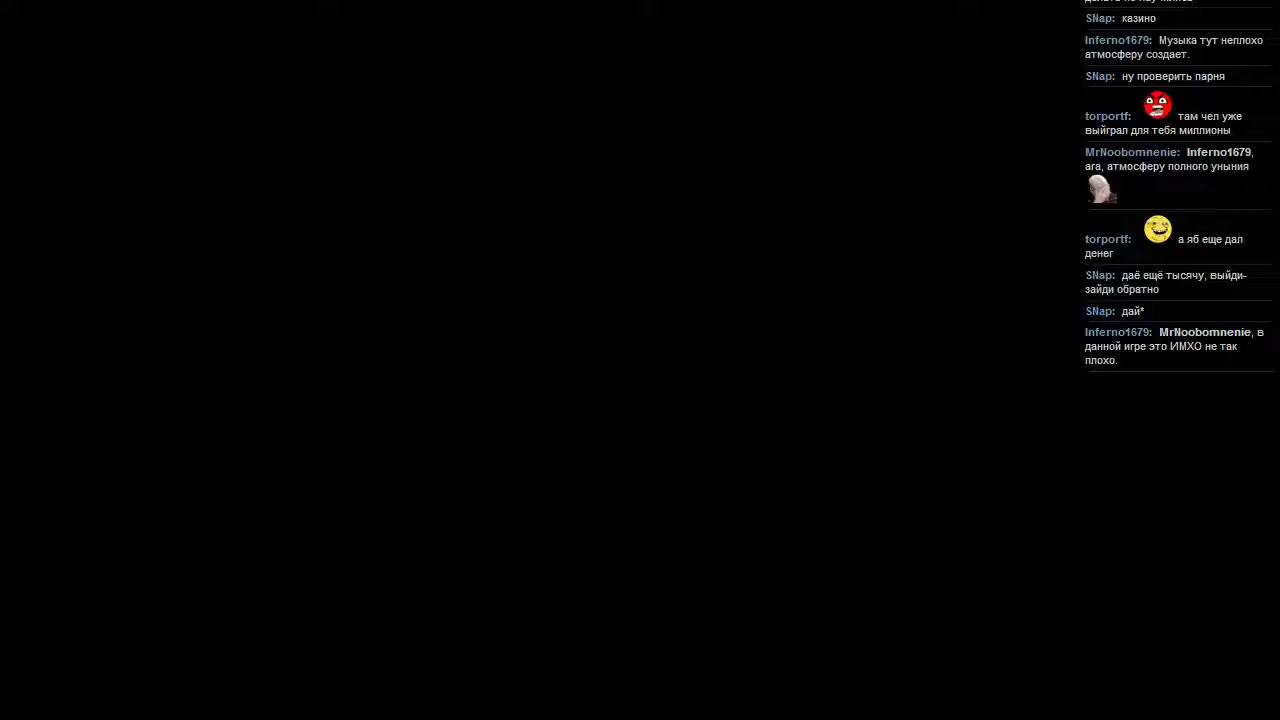 SNap: казино
Inferno1679: Музыка тут неплохо
атмосферу создает.
SNap: ну проверить парня
torportf: там чел уже
выйграл для тебя миллионы
MrNoobomnenie: Inferno1679,
ага, атмосферу полного уныния
torportf: а яб еще дал
денег
SNap: даё ещё тысячу, выйди-
зайди обратно
SNap: дай*
Inferno1679: MrNoobomnenie, в
данной игре это ИМХО не так
плохо.